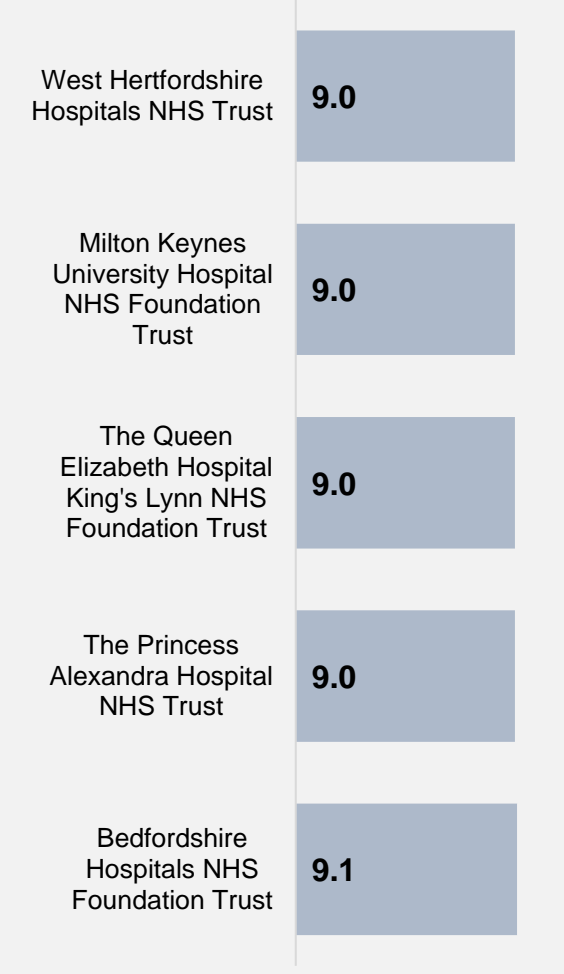 West Hertfordshire
Hospitals NHS Trust
9.0
Milton Keynes
University Hospital
NHS Foundation
Trust
9.0
The Queen
Elizabeth Hospital
King's Lynn NHS
Foundation Trust
9.0
The Princess
Alexandra Hospital
NHS Trust
9.0
Bedfordshire
Hospitals NHS
Foundation Trust
9.1